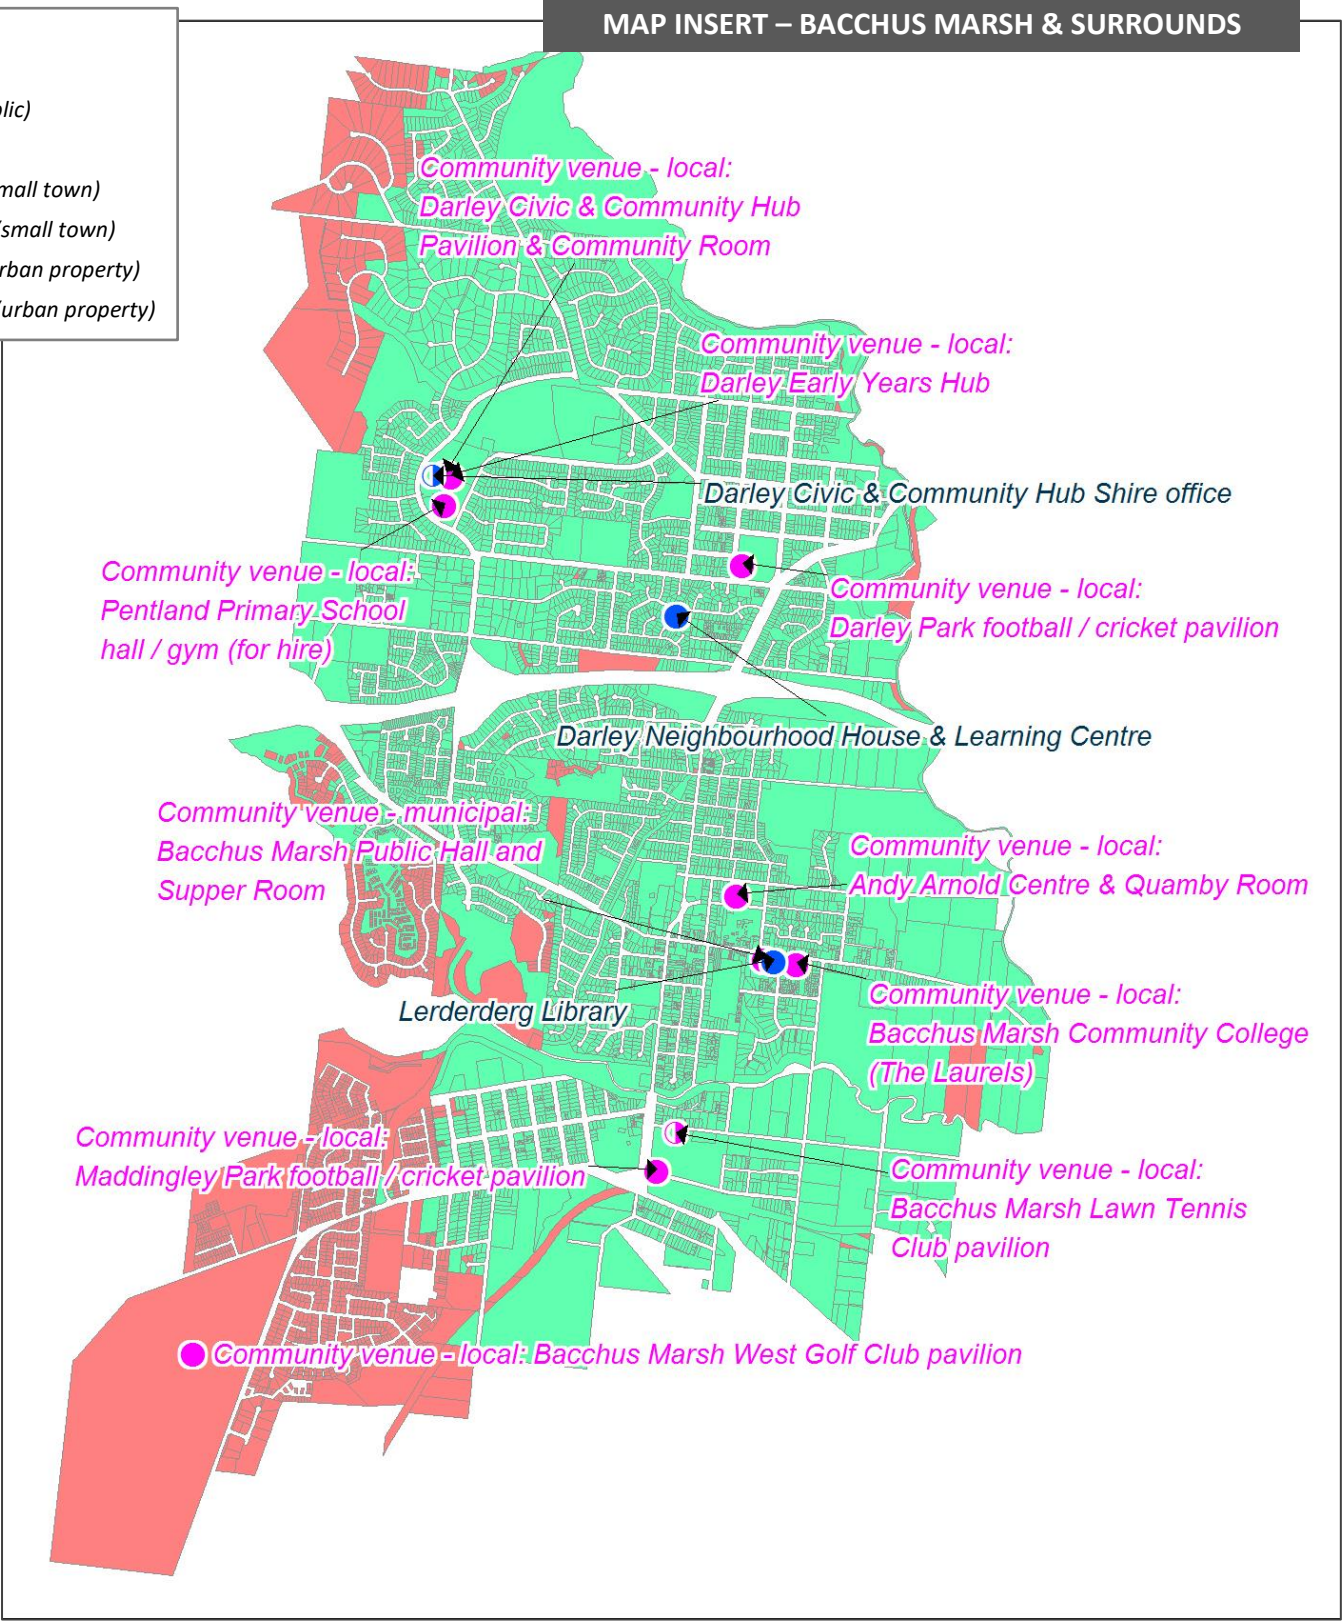 MAP INSERT – BACCHUS MARSH & SURROUNDS
blic)
mall town)
(small town)
rban property)
(urban property)
Community venue - local:
Darley Civic & Community Hub
Pavilion & Community Room
Community venue - local:
Darley Early Years Hub
Darley Civic & Community Hub Shire office
Community venue - local:
Pentland Primary School
hall / gym (for hire)
Community venue - local:
Darley Park football / cricket pavilion
Darley Neighbourhood House & Learning Centre
Community venue - municipal:
Bacchus Marsh Public Hall and
Supper Room
Community venue - local:
Andy Arnold Centre & Quamby Room
Lerderderg Library
Community venue - local:
Bacchus Marsh Community College
(The Laurels)
Community venue - local:
Maddingley Park football / cricket pavilion
Community venue - local:
Bacchus Marsh Lawn Tennis
Club pavilion
Community venue - local: Bacchus Marsh West Golf Club pavilion